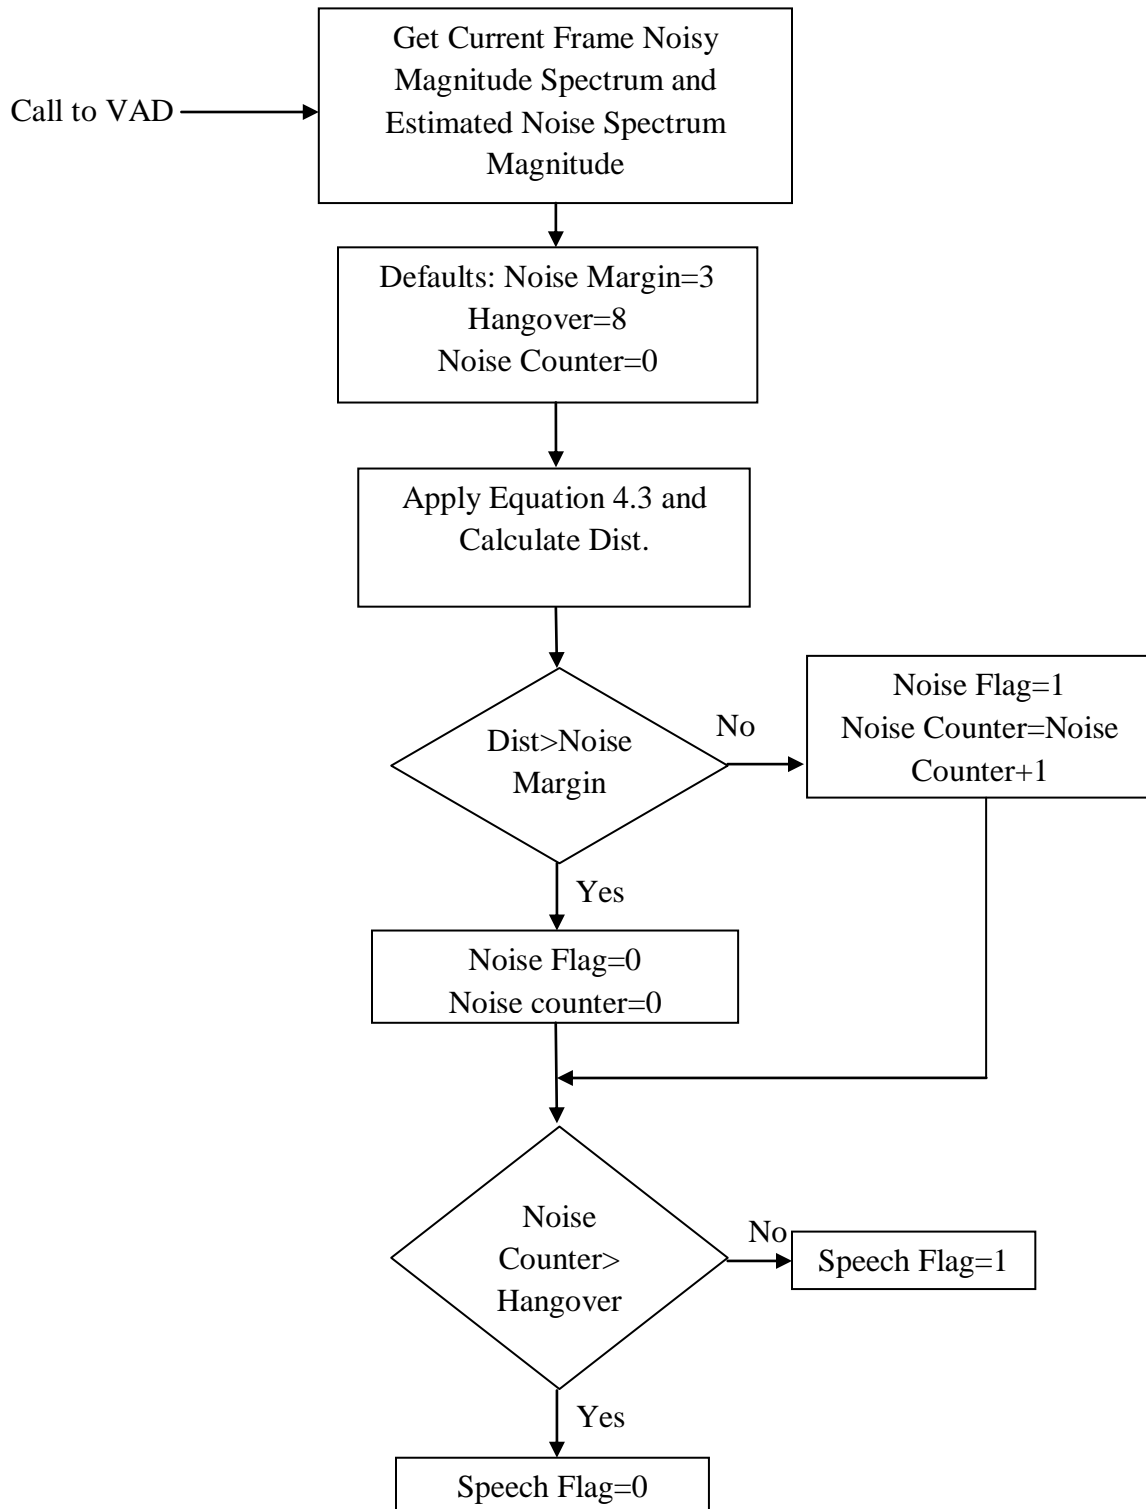 Get Current Frame Noisy
Magnitude Spectrum and
Estimated Noise Spectrum
Magnitude
Call to VAD
Defaults: Noise Margin=3
Hangover=8
Noise Counter=0
Apply Equation 4.3 and
Calculate Dist.
Dist>Noise
Margin
No
Noise Flag=1
Noise Counter=Noise
Counter+1
Yes
Noise Flag=0
Noise counter=0
Noise
Counter>
Hangover
No
Speech Flag=1
Yes
Speech Flag=0